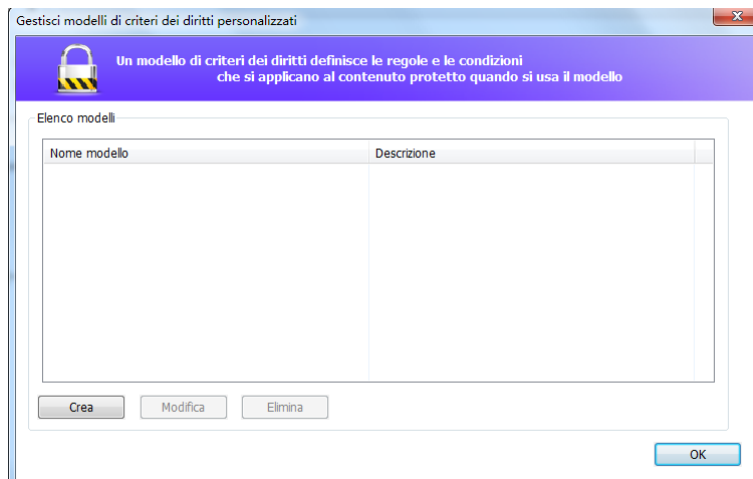 Gestisci modelli di criteri dei diritti personalizzati
Un modello di criteri dei diritti definisce le regole e le condizioni
che si applicano al contenuto protetto quando si usa il modello
Elenco modelli
Nome modello Descrizione
Crea Modifica Elimina
OK